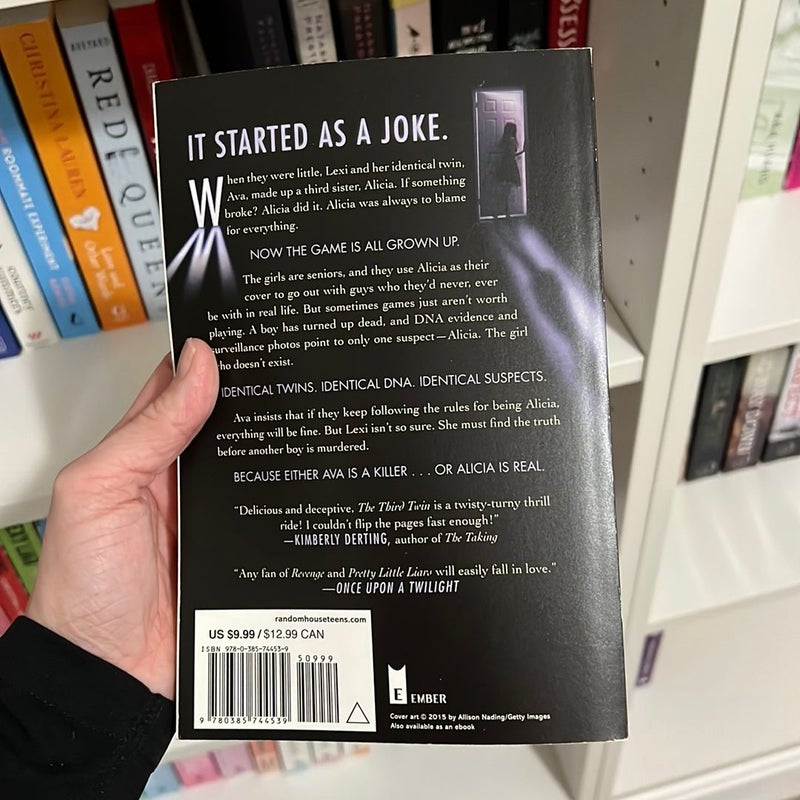 CHRISTINA LAUREN
Love and Other Words
AVEYARD
RED QUEEN
ROOMMATE EXPERIMENT
IT STARTED AS A JOKE.
When they were little, Lexi and her identical twin,
Ava, made up a third sister, Alicia. If something
broke? Alicia did it. Alicia was always to blame
for everything.
NOW THE GAME IS ALL GROWN UP.
The girls are seniors, and they use Alicia as their
cover to go out with guys who they'd never, ever
be with in real life. But sometimes games just aren't worth
playing. A boy has turned up dead, and DNA evidence and
surveillance photos point to only one suspect—Alicia. The girl
who doesn't exist.
IDENTICAL TWINS. IDENTICAL DNA. IDENTICAL SUSPECTS.
Ava insists that if they keep following the rules for being Alicia,
everything will be fine. But Lexi isn't so sure. She must find the truth
before another boy is murdered.
BECAUSE EITHER AVA IS A KILLER . . . OR ALICIA IS REAL.
"Delicious and deceptive, The Third Twin is a twisty-turny thrill
ride! I couldn't flip the pages fast enough!"
—KIMBERLY DERTING, author of The Taking
"Any fan of Revenge and Pretty Little Liars will easily fall in love."
—ONCE UPON A TWILIGHT
randomhouseteens.com
US $9.99 / $12.99 CAN
ISBN 978-0-385-74453-9
50999
9 780385 744539
E EMBER
Cover art © 2015 by Allison Nading/Getty Images
Also available as an ebook